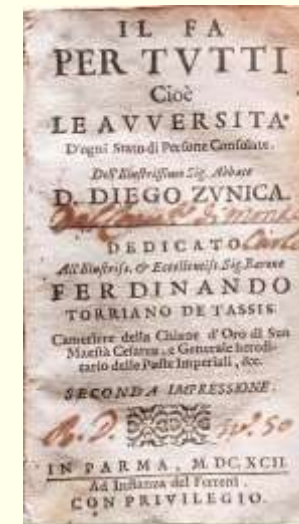 IL FA
PER TVTTI
Cioè
LE AVVERSITA'
D'ogni Stato di Persone Consolate.
Dell'Illustrissimo Sig. Abbate
D. DIEGO ZVNICA.
DEDICATO
All'Illustriss. & Eccellentiss. Sig. Barone
FERDINANDO
TORRIANO DE TASSIS
Cameriere della Chiave d'Oro di Sua
Maestà Cesarea, e Generale heredi-
tario delle Poste Imperiali, &c.
SECONDA IMPRESSIONE.
IN PARMA, M.DC.XCII.
Ad Instanza del Ferreni.
CON PRIVILEGIO.